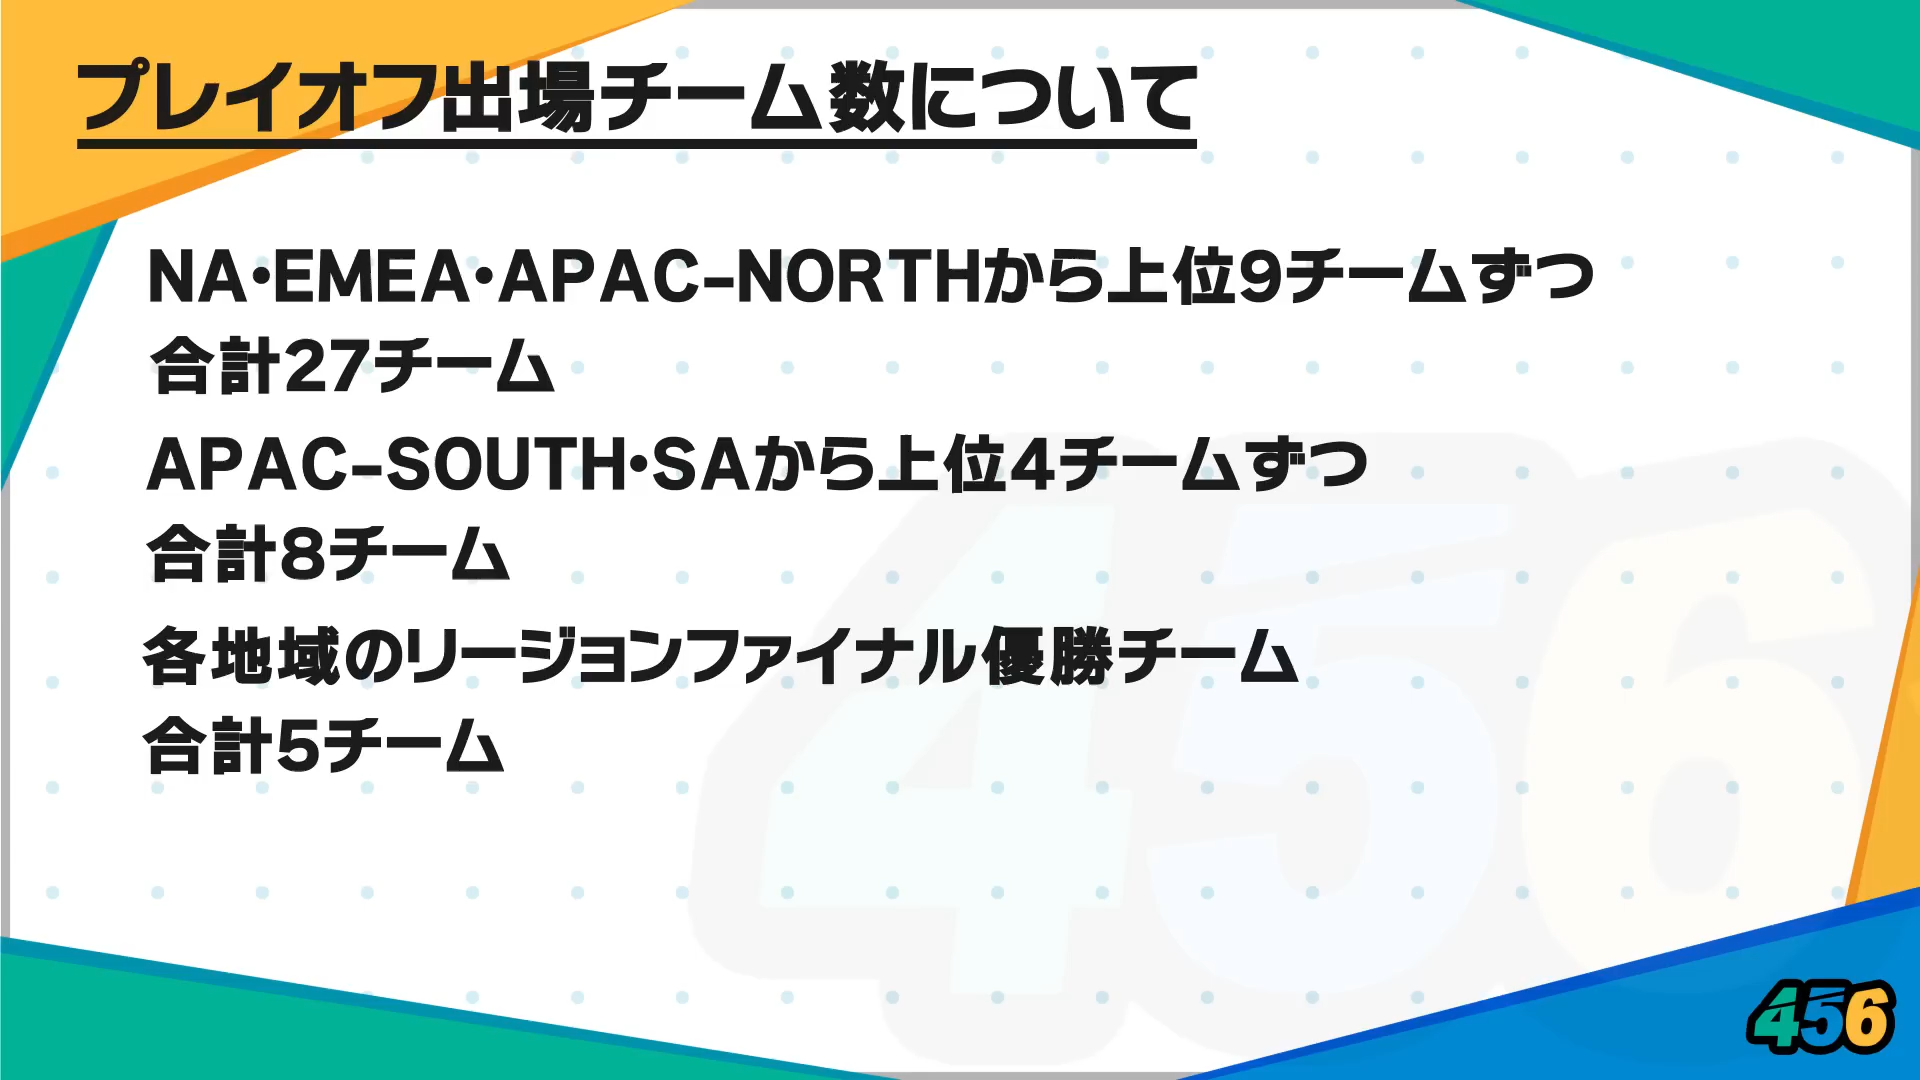 プレイオフ出場チーム数について
NA・EMEA・APAC-NORTHから上位9チームずつ
合計27チーム
APAC-SOUTH・SAから上位4チームずつ
合計8チーム
各地域のリージョンファイナル優勝チーム
合計5チーム
456
456